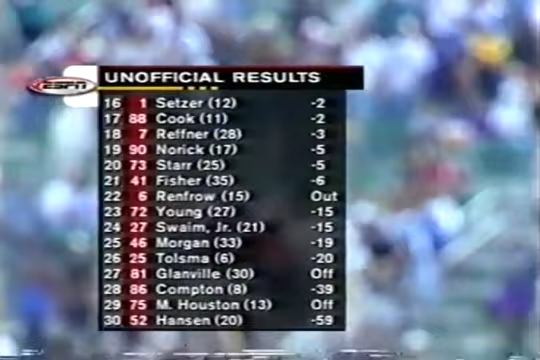 ESPN
UNOFFICIAL RESULTS
16 1 Setzer (12) -2
17 88 Cook (11) -2
18 7 Reffner (28) -3
19 90 Norick (17) -5
20 73 Starr (25) -5
21 41 Fisher (35) -6
22 6 Renfrow (15) Out
23 72 Young (27) -15
24 27 Swaim, Jr. (21) -15
25 46 Morgan (33) -19
26 25 Tolsma (6) -20
27 81 Glanville (30) Off
28 86 Compton (8) -39
29 75 M. Houston (13) Off
30 52 Hansen (20) -59